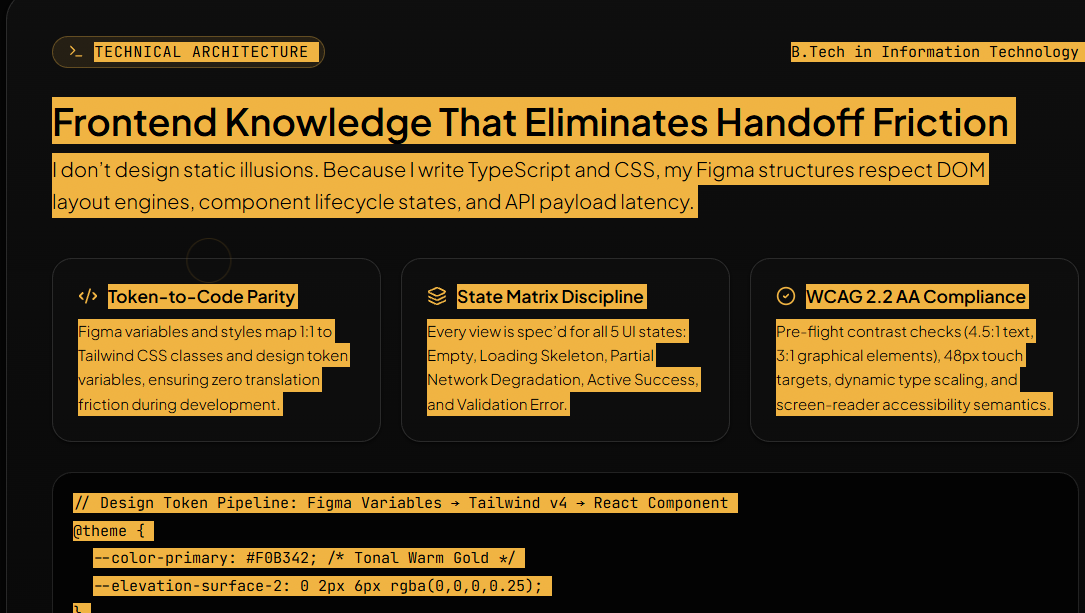 >_ TECHNICAL ARCHITECTURE
B.Tech in Information Technology
Frontend Knowledge That Eliminates Handoff Friction
I don’t design static illusions. Because I write TypeScript and CSS, my Figma structures respect DOM
layout engines, component lifecycle states, and API payload latency.
</> Token-to-Code Parity
Figma variables and styles map 1:1 to
Tailwind CSS classes and design token
variables, ensuring zero translation
friction during development.
State Matrix Discipline
Every view is spec’d for all 5 UI states:
Empty, Loading Skeleton, Partial
Network Degradation, Active Success,
and Validation Error.
WCAG 2.2 AA Compliance
Pre-flight contrast checks (4.5:1 text,
3:1 graphical elements), 48px touch
targets, dynamic type scaling, and
screen-reader accessibility semantics.
// Design Token Pipeline: Figma Variables → Tailwind v4 → React Component
@theme {
--color-primary: #F0B342; /* Tonal Warm Gold */
--elevation-surface-2: 0 2px 6px rgba(0,0,0,0.25);
}